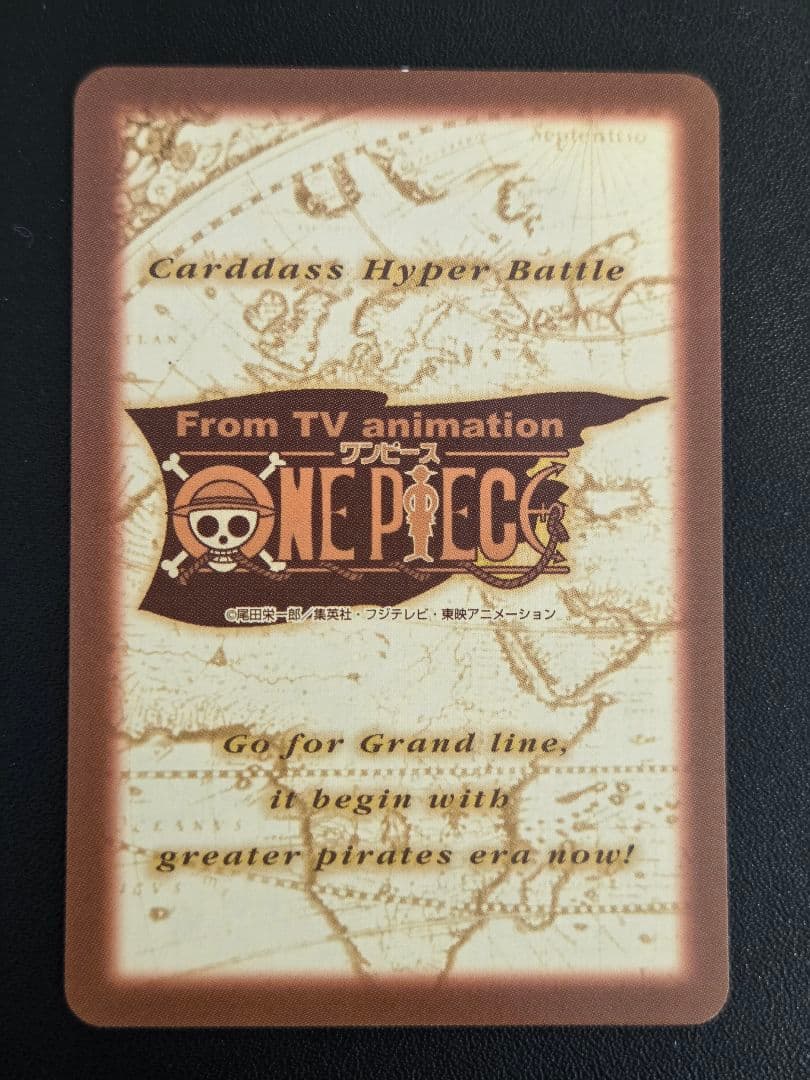 Septentrio
Carddass Hyper Battle
From TV animation
ワンピース
ONE PIECE
©尾田栄一郎/集英社・フジテレビ・東映アニメーション
Go for Grand line,
it begin with
greater pirates era now!